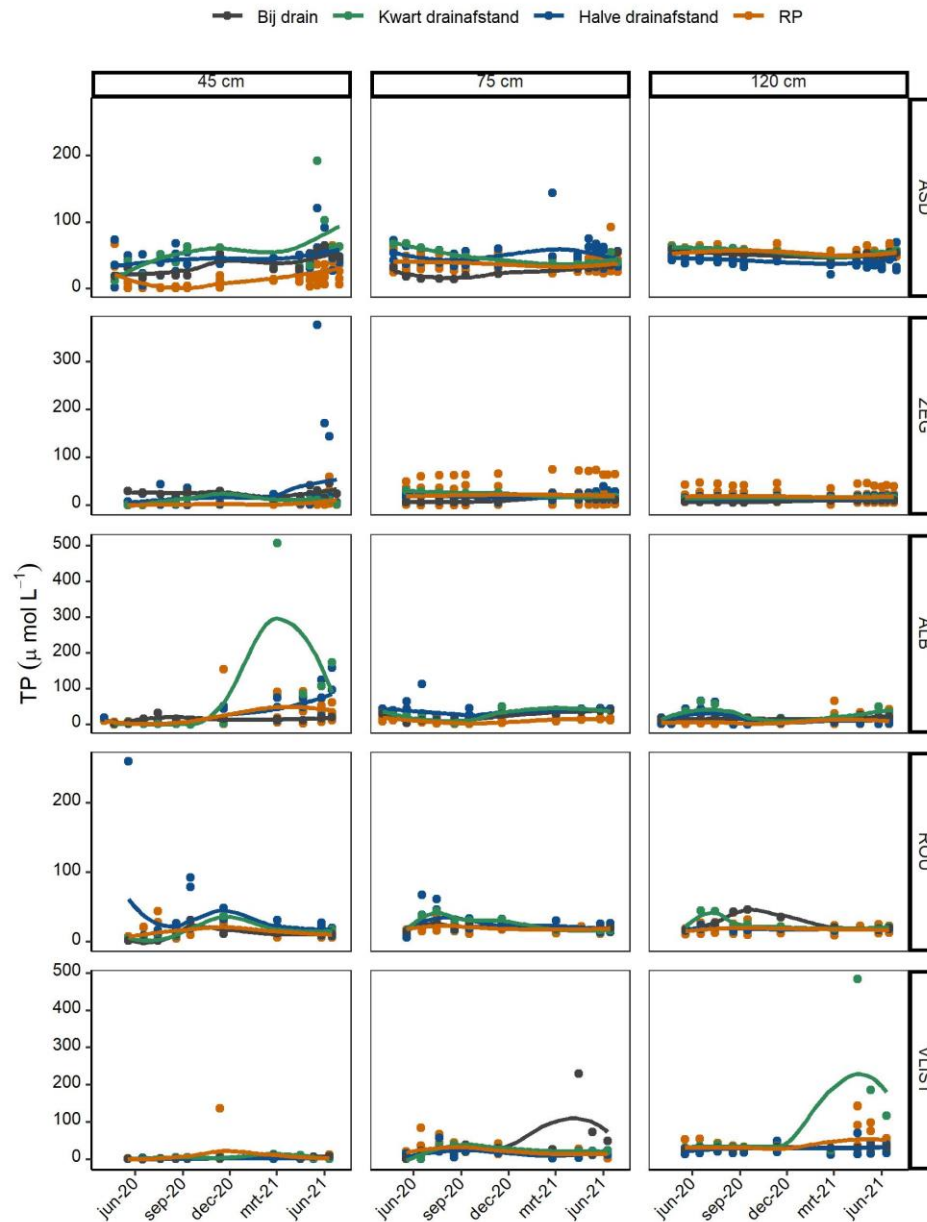 Bij drain Kwart drainafstand Halve drainafstand RP
45 cm 75 cm 120 cm
TP (μ mol L⁻¹)
200
100
0
ASD
300
200
100
0
ZEG
500
400
300
200
100
0
ALB
200
100
0
ROU
500
400
300
200
100
0
VLIST
jun-20 sep-20 dec-20 mrt-21 jun-21 jun-20 sep-20 dec-20 mrt-21 jun-21 jun-20 sep-20 dec-20 mrt-21 jun-21